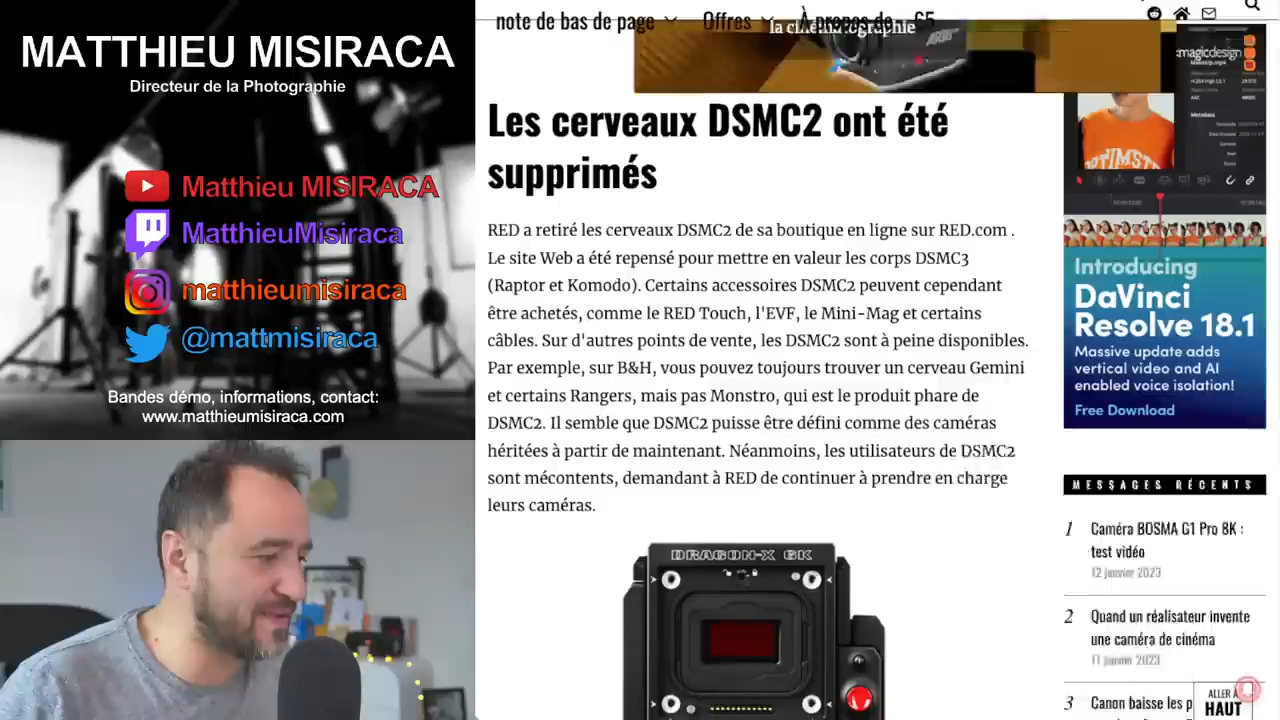 MATTHIEU MISIRACA
Directeur de la Photographie
Matthieu MISIRACA
MatthieuMisiraca
matthieumisiraca
@mattmisiraca
Bandes démo, informations, contact:
www.matthieumisiraca.com
note de bas de page
Offres
À propos de
la cinématographie
ARRI
Les cerveaux DSMC2 ont été
supprimés
RED a retiré les cerveaux DSMC2 de sa boutique en ligne sur RED.com .
Le site Web a été repensé pour mettre en valeur les corps DSMC3
(Raptor et Komodo). Certains accessoires DSMC2 peuvent cependant
être achetés, comme le RED Touch, l'EVF, le Mini-Mag et certains
câbles. Sur d'autres points de vente, les DSMC2 sont à peine disponibles.
Par exemple, sur B&H, vous pouvez toujours trouver un cerveau Gemini
et certains Rangers, mais pas Monstro, qui est le produit phare de
DSMC2. Il semble que DSMC2 puisse être défini comme des caméras
héritées à partir de maintenant. Néanmoins, les utilisateurs de DSMC2
sont mécontents, demandant à RED de continuer à prendre en charge
leurs caméras.
DRAGON-X 6K
magicdesign
Metadata
OPTIMIST
Introducing
DaVinci
Resolve 18.1
Massive update adds
vertical video and AI
enabled voice isolation!
Free Download
MESSAGES RÉCENTS
1 Caméra BOSMA G1 Pro 8K :
test vidéo
12 janvier 2023
2 Quand un réalisateur invente
une caméra de cinéma
11 janvier 2023
3 Canon baisse les p
ALLER À
HAUT